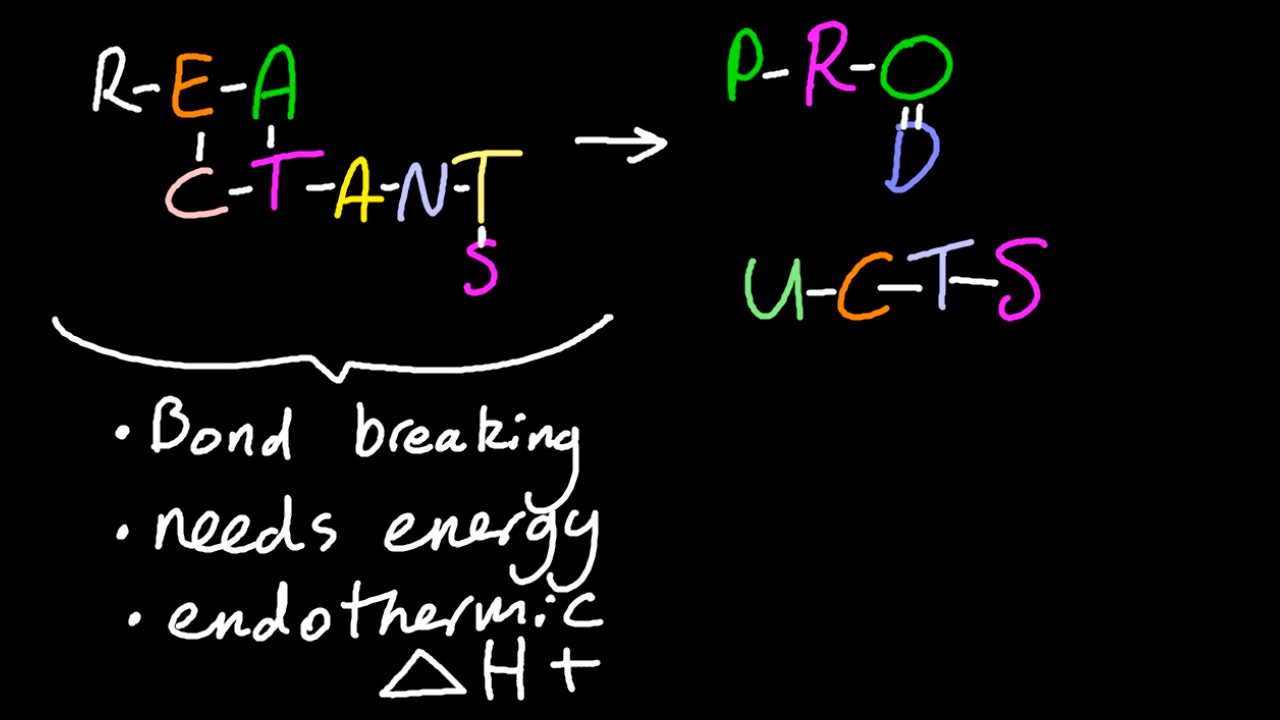 R-E-A
C-T-A-N-T
S
→
P-R-O
D
U-C-T-S
• Bond breaking
• needs energy
• endothermic
△H +